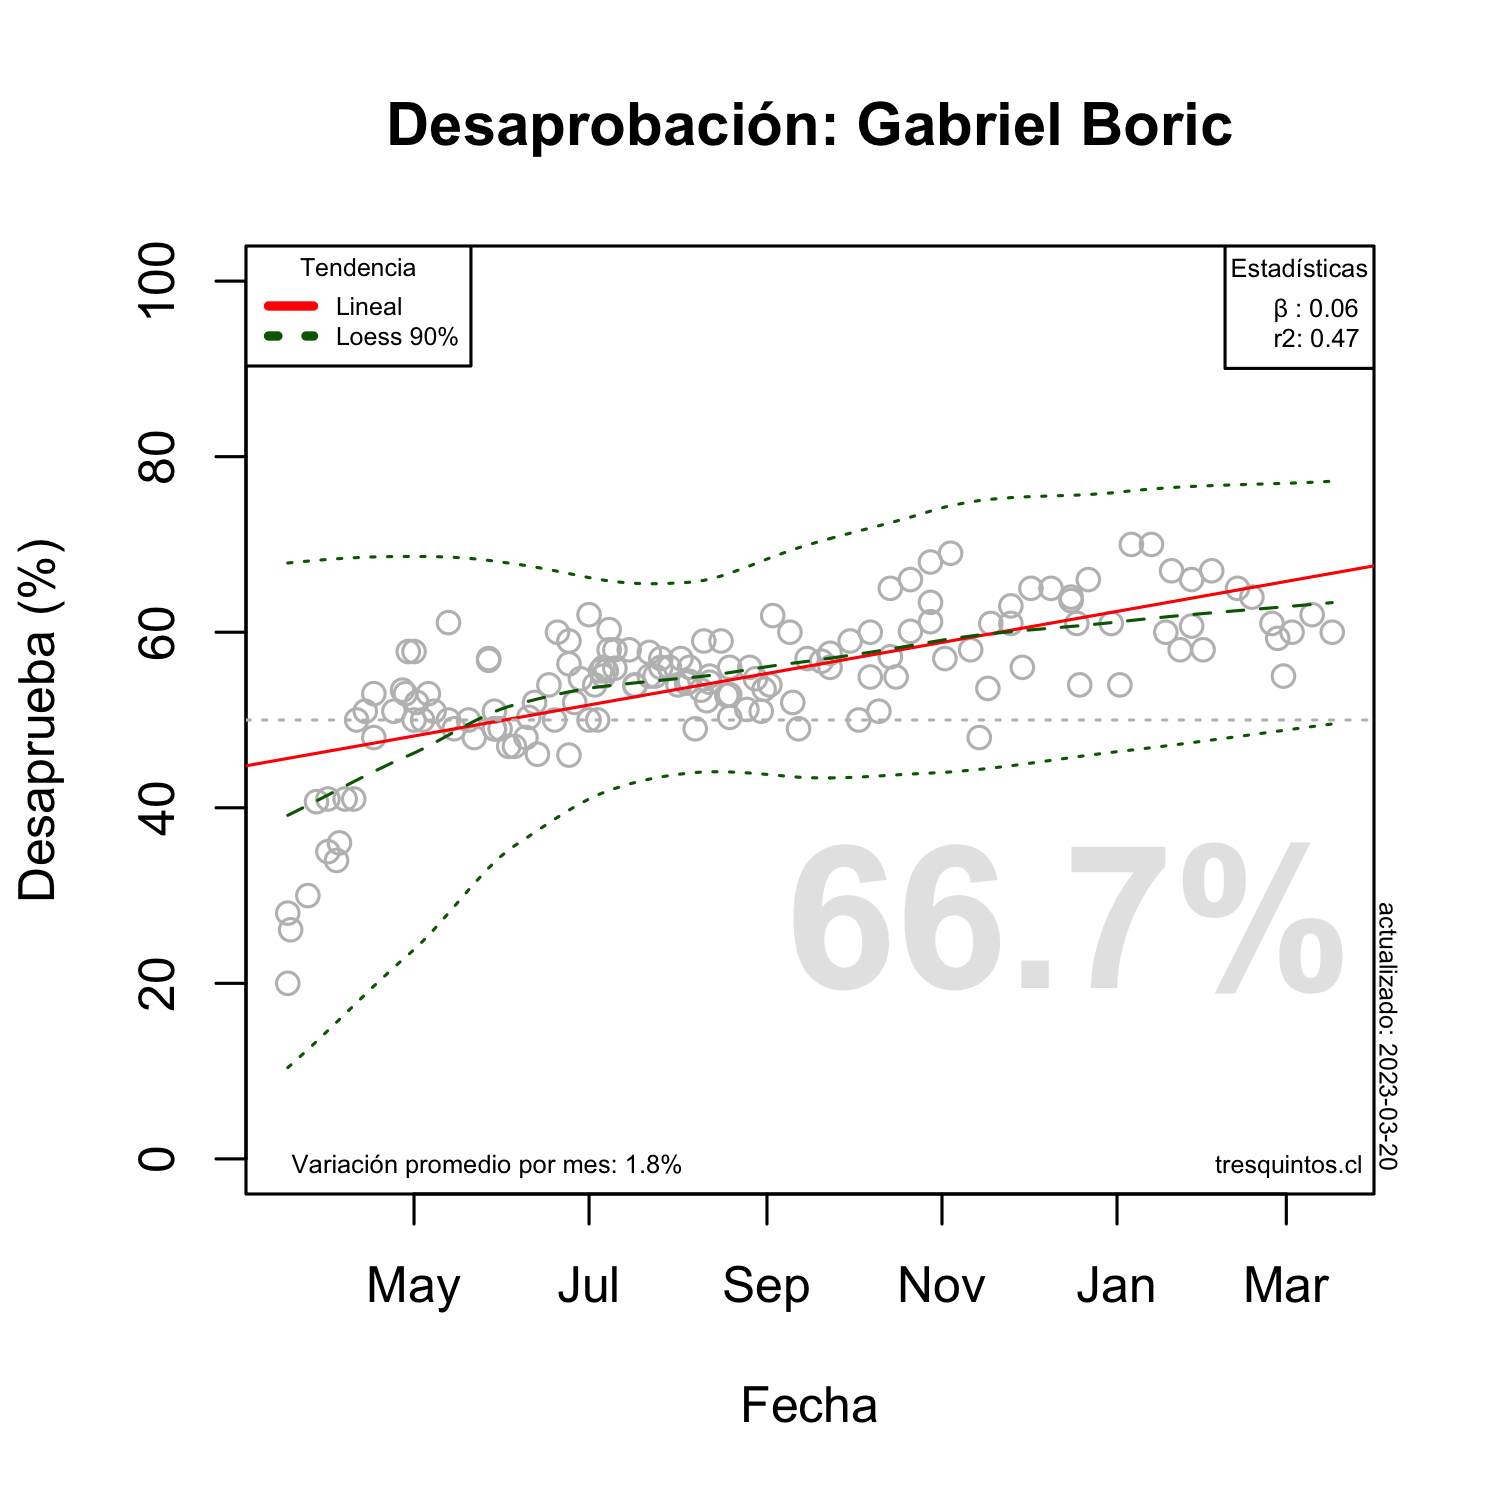 Desaprobación: Gabriel Boric
Tendencia
Lineal
Loess 90%
Estadísticas
β : 0.06
r2: 0.47
100
80
60
40
20
0
Desaprueba (%)
66.7%
actualizado: 2023-03-20
Variación promedio por mes: 1.8%
tresquintos.cl
May
Jul
Sep
Nov
Jan
Mar
Fecha